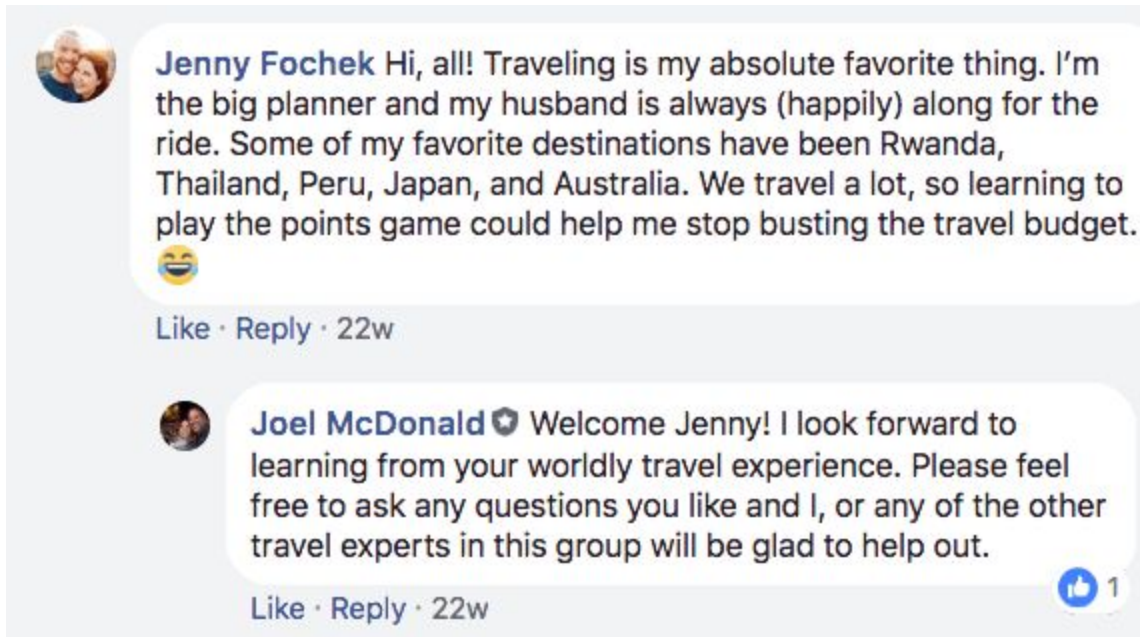 Jenny Fochek Hi, all! Traveling is my absolute favorite thing. I'm
the big planner and my husband is always (happily) along for the
ride. Some of my favorite destinations have been Rwanda,
Thailand, Peru, Japan, and Australia. We travel a lot, so learning to
play the points game could help me stop busting the travel budget.
😂
Like · Reply · 22w
Joel McDonald Welcome Jenny! I look forward to
learning from your worldly travel experience. Please feel
free to ask any questions you like and I, or any of the other
travel experts in this group will be glad to help out.
1
Like · Reply · 22w